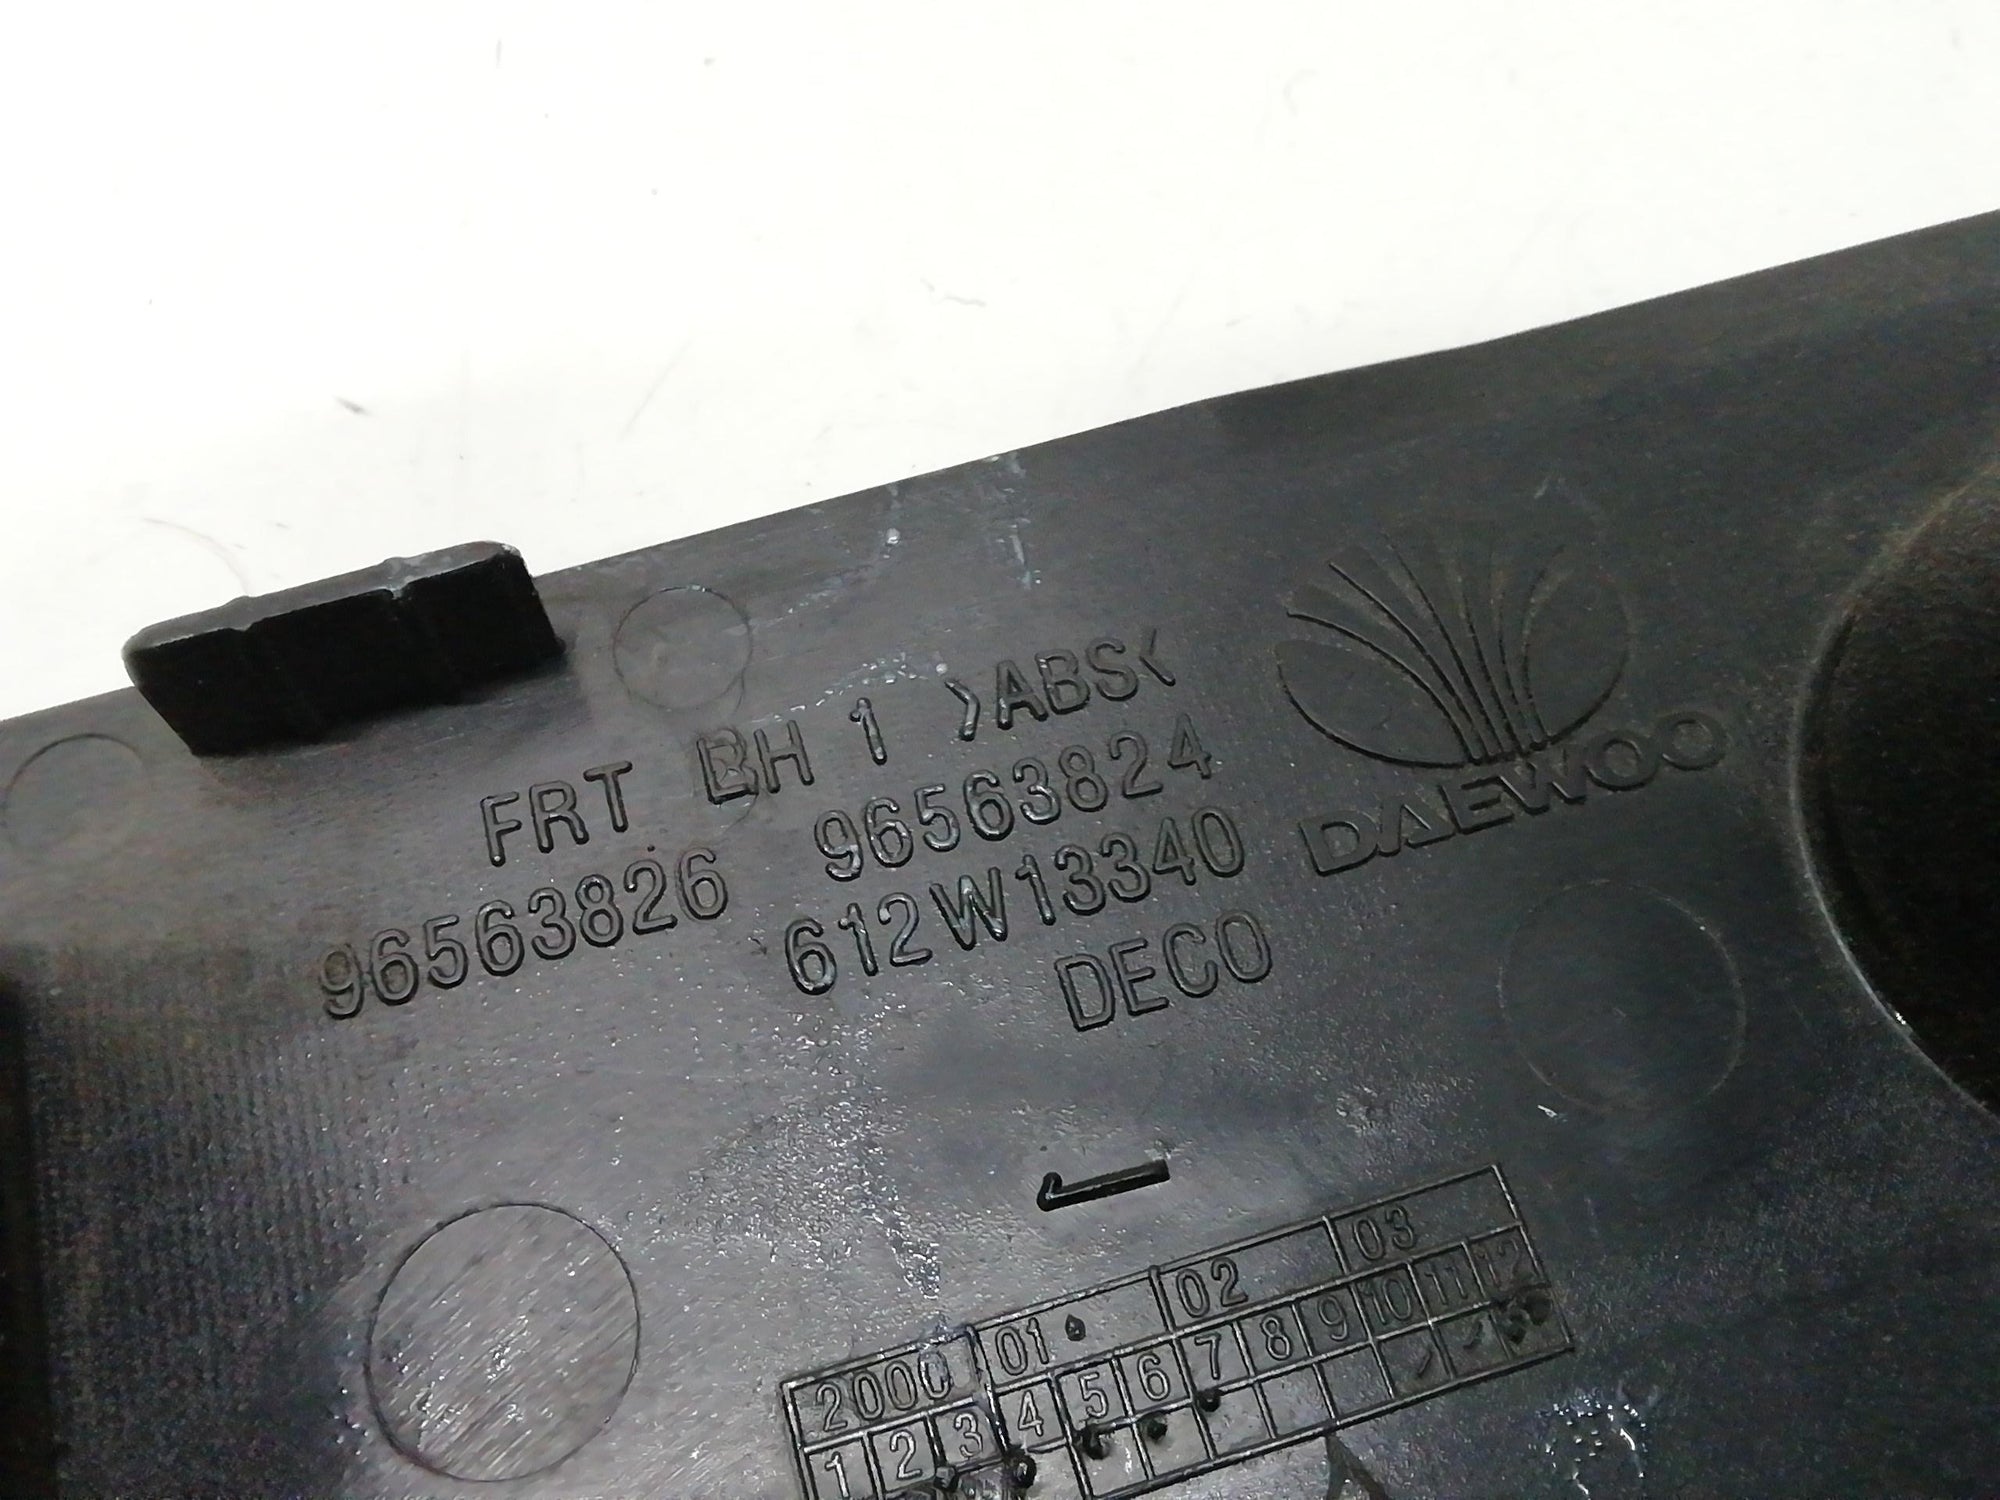 FRT LH 1 >ABS<
96563826 96563824
612W13340
DECO
DAEWOO
2000 01 02 03
1 2 3 4 5 6 7 8 9 10 11 12